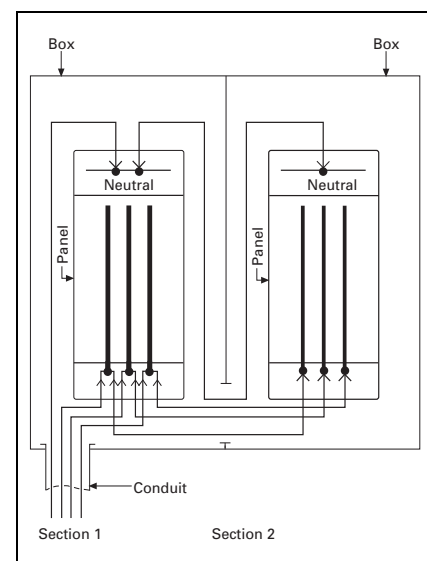 Box
Box
Neutral
Neutral
Panel
Panel
Conduit
Section 1
Section 2